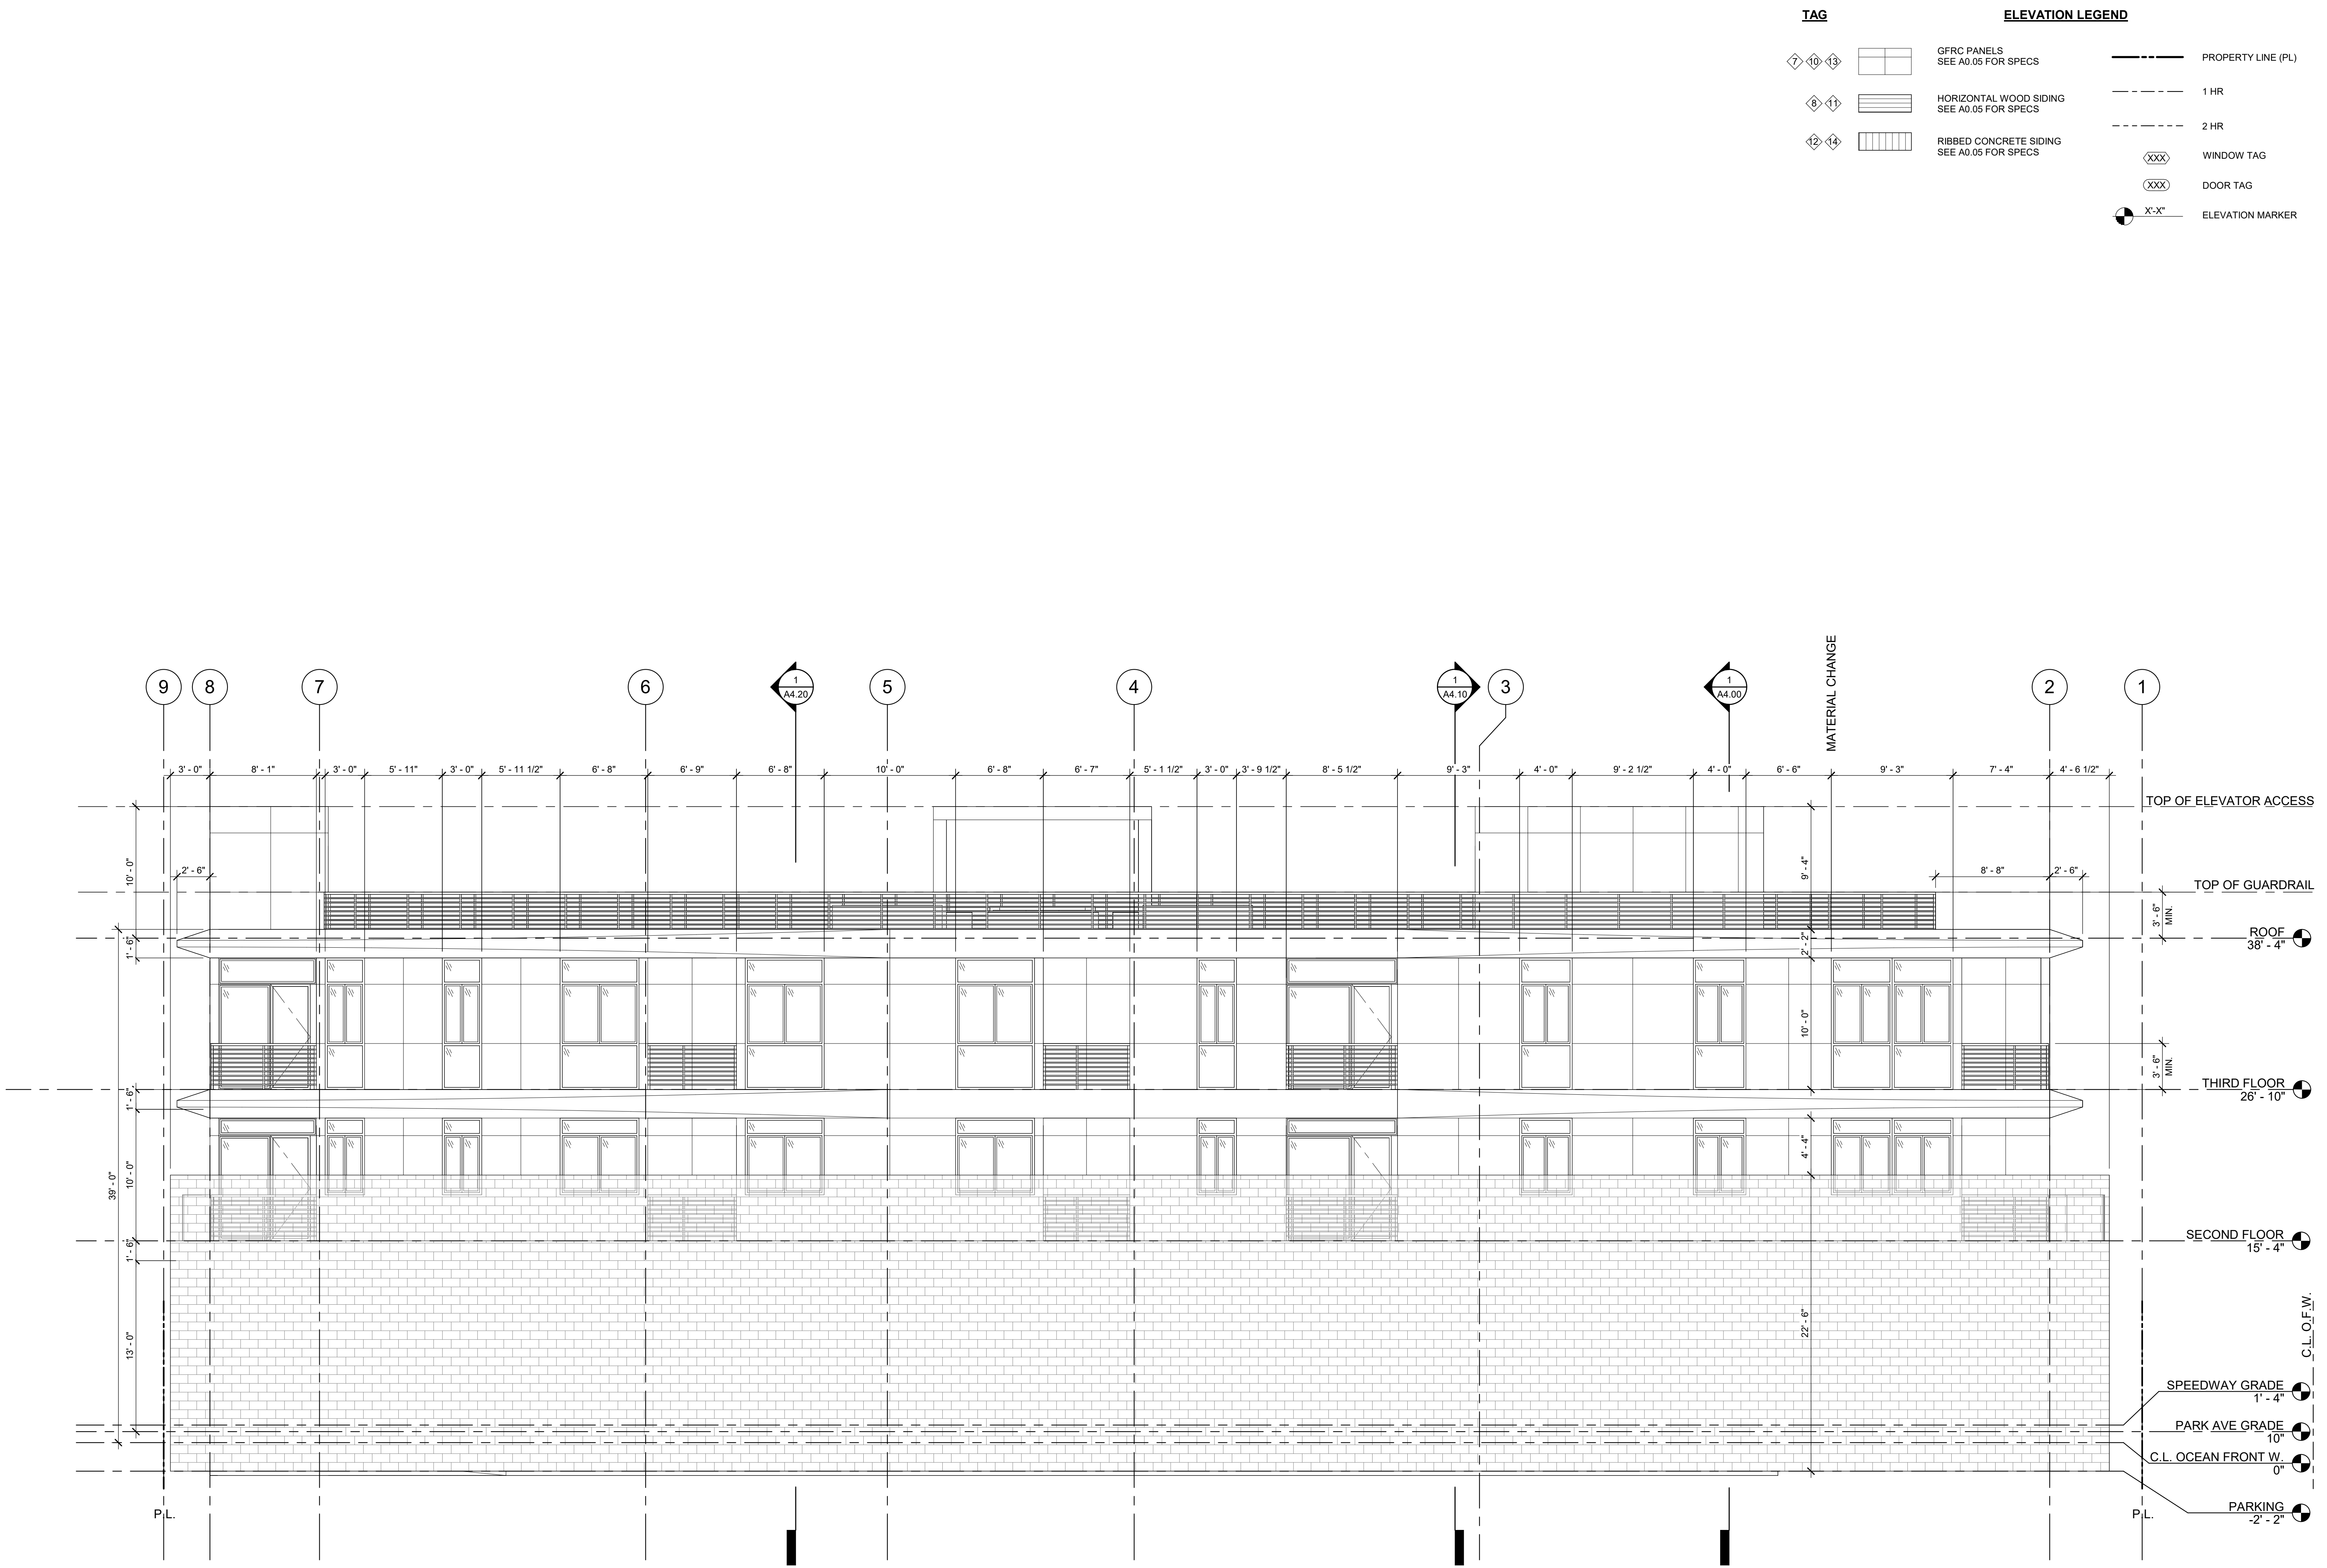 TAG
ELEVATION LEGEND
7 10 13
GFRC PANELS
SEE A0.05 FOR SPECS
8 11
HORIZONTAL WOOD SIDING
SEE A0.05 FOR SPECS
12 14
RIBBED CONCRETE SIDING
SEE A0.05 FOR SPECS
PROPERTY LINE (PL)
1 HR
2 HR
XXX WINDOW TAG
XXX DOOR TAG
X'-X" ELEVATION MARKER
9 8 7 6
1
A4.20
5 4
1
A4.10
3
1
A4.00
MATERIAL CHANGE
2 1
3' - 0" 8' - 1" 3' - 0" 5' - 11" 3' - 0" 5' - 11 1/2" 6' - 8" 6' - 9" 6' - 8" 10' - 0" 6' - 8" 6' - 7" 5' - 1 1/2" 3' - 0" 3' - 9 1/2" 8' - 5 1/2" 9' - 3" 4' - 0" 9' - 2 1/2" 4' - 0" 6' - 6" 9' - 3" 7' - 4" 4' - 6 1/2"
TOP OF ELEVATOR ACCESS
10' - 0"
2' - 6"
9' - 4"
8' - 8"
2' - 6"
TOP OF GUARDRAIL
3' - 6"
MIN.
ROOF
38' - 4"
1' - 6"
2' - 2"
10' - 0"
3' - 6"
MIN.
THIRD FLOOR
26' - 10"
1' - 6"
4' - 4"
39' - 0"
10' - 0"
SECOND FLOOR
15' - 4"
1' - 6"
13' - 0"
22' - 6"
C.L. O.F.W.
SPEEDWAY GRADE
1' - 4"
PARK AVE GRADE
10"
C.L. OCEAN FRONT W.
0"
PARKING
-2' - 2"
P.L.
P.L.